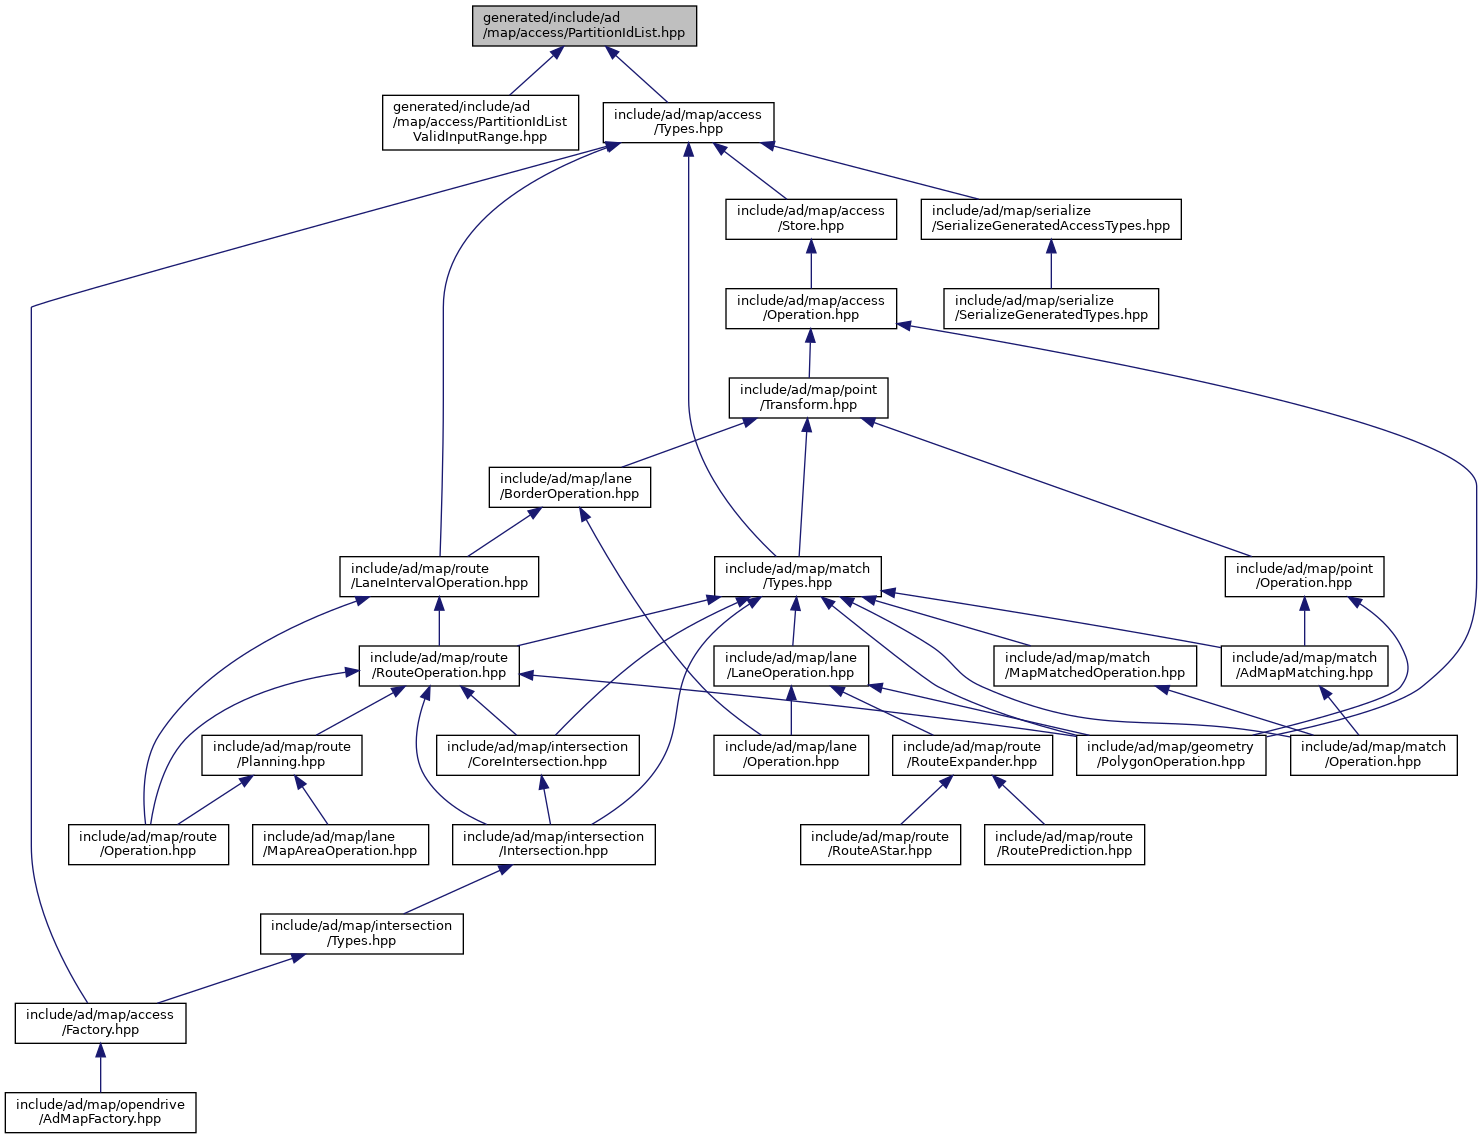 generated/include/ad
/map/access/PartitionIdList.hpp
generated/include/ad
/map/access/PartitionIdList
ValidInputRange.hpp
include/ad/map/access
/Types.hpp
include/ad/map/access
/Store.hpp
include/ad/map/serialize
/SerializeGeneratedAccessTypes.hpp
include/ad/map/access
/Operation.hpp
include/ad/map/serialize
/SerializeGeneratedTypes.hpp
include/ad/map/point
/Transform.hpp
include/ad/map/lane
/BorderOperation.hpp
include/ad/map/route
/LaneIntervalOperation.hpp
include/ad/map/match
/Types.hpp
include/ad/map/point
/Operation.hpp
include/ad/map/route
/RouteOperation.hpp
include/ad/map/lane
/LaneOperation.hpp
include/ad/map/match
/MapMatchedOperation.hpp
include/ad/map/match
/AdMapMatching.hpp
include/ad/map/route
/Planning.hpp
include/ad/map/intersection
/CoreIntersection.hpp
include/ad/map/lane
/Operation.hpp
include/ad/map/route
/RouteExpander.hpp
include/ad/map/geometry
/PolygonOperation.hpp
include/ad/map/match
/Operation.hpp
include/ad/map/route
/Operation.hpp
include/ad/map/lane
/MapAreaOperation.hpp
include/ad/map/intersection
/Intersection.hpp
include/ad/map/route
/RouteAStar.hpp
include/ad/map/route
/RoutePrediction.hpp
include/ad/map/intersection
/Types.hpp
include/ad/map/access
/Factory.hpp
include/ad/map/opendrive
/AdMapFactory.hpp